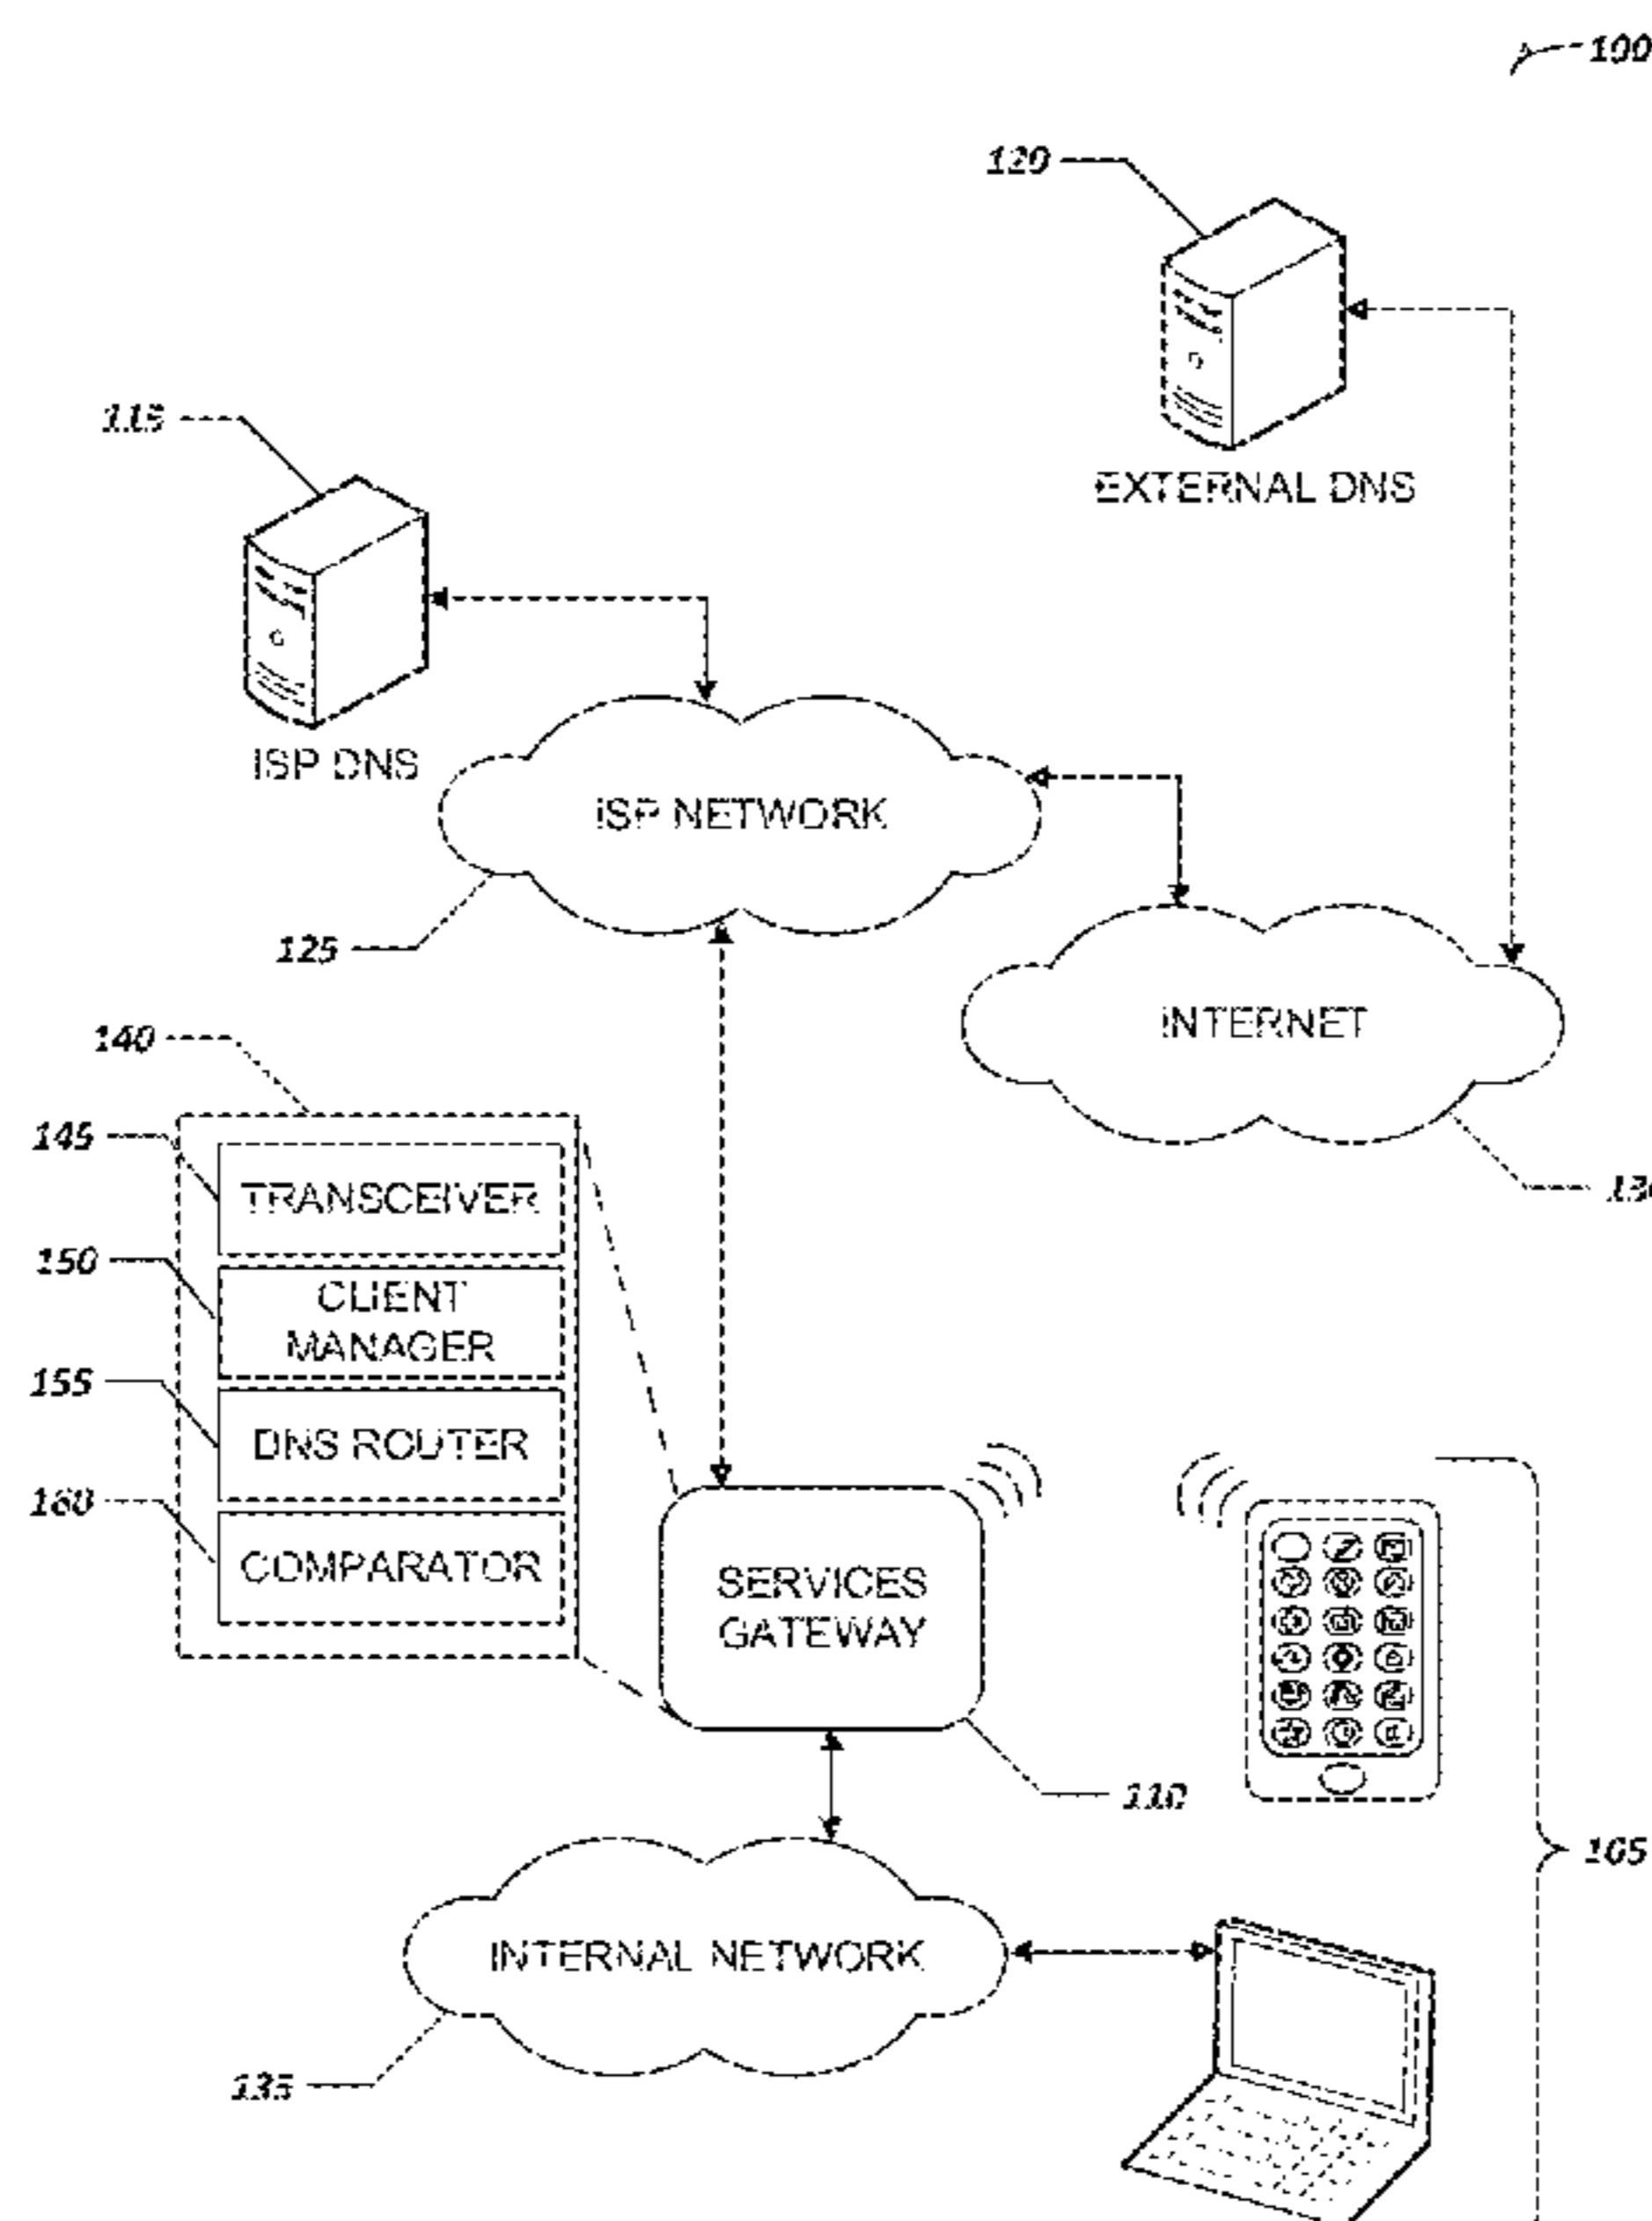 100
120
EXTERNAL DNS
115
ISP DNS
ISP NETWORK
125
INTERNET
140
145
TRANSCEIVER
150
CLIENT
MANAGER
155
DNS ROUTER
160
COMPARATOR
SERVICES
GATEWAY
110
105
INTERNAL NETWORK
135